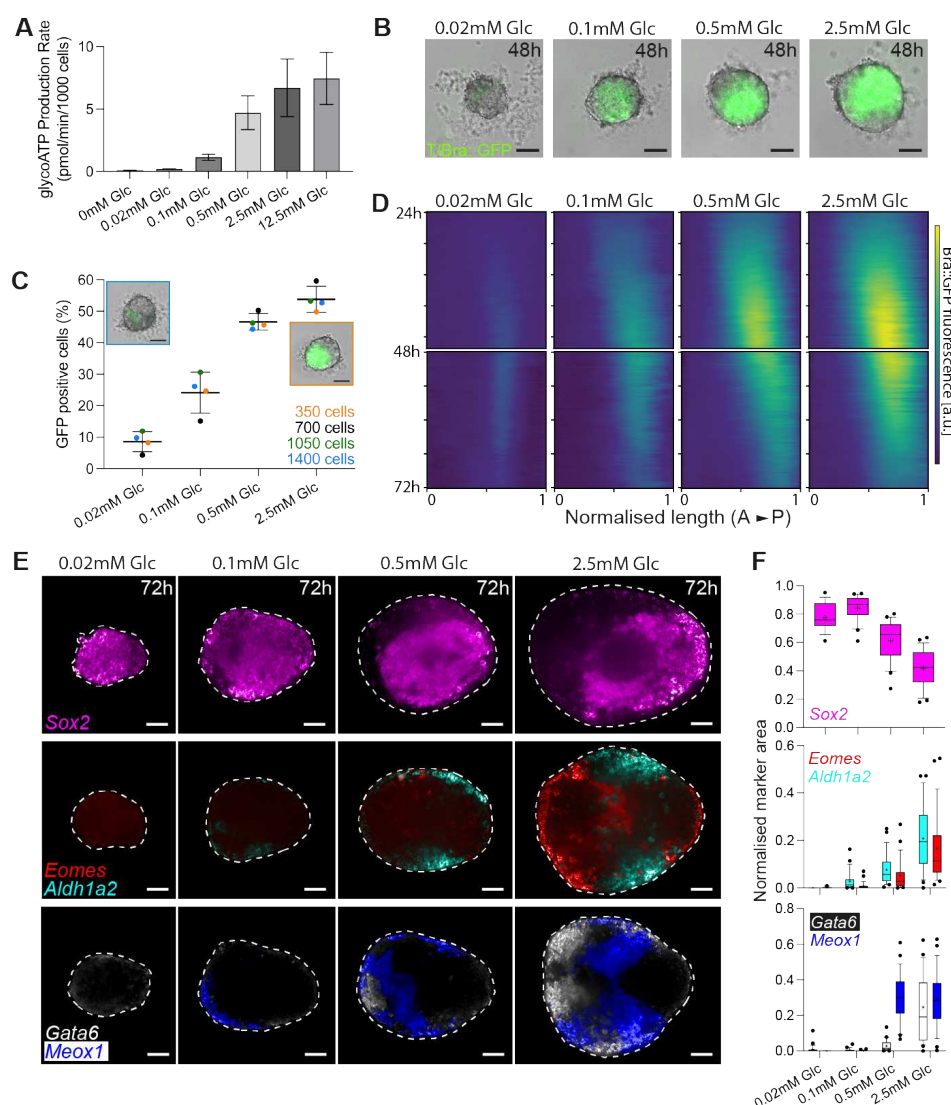 A
glycoATP Production Rate
(pmol/min/1000 cells)
10
5
0
0mM Glc
0.02mM Glc
0.1mM Glc
0.5mM Glc
2.5mM Glc
12.5mM Glc
B
0.02mM Glc
0.1mM Glc
0.5mM Glc
2.5mM Glc
48h
48h
48h
48h
T/Bra::GFP
C
GFP positive cells (%)
60
50
40
30
20
10
0
350 cells
700 cells
1050 cells
1400 cells
0.02mM Glc
0.1mM Glc
0.5mM Glc
2.5mM Glc
D
0.02mM Glc
0.1mM Glc
0.5mM Glc
2.5mM Glc
24h
48h
72h
0 1
0 1
0 1
0 1
Normalised length (A ► P)
Bra::GFP fluorescence [a.u.]
E
0.02mM Glc
0.1mM Glc
0.5mM Glc
2.5mM Glc
72h
72h
72h
72h
Sox2
Eomes
Aldh1a2
Gata6
Meox1
F
Normalised marker area
1.0
0.8
0.6
0.4
0.2
0.0
Sox2
0.6
0.4
0.2
0.0
Eomes
Aldh1a2
0.8
0.6
0.4
0.2
0.0
Gata6
Meox1
0.02mM Glc
0.1mM Glc
0.5mM Glc
2.5mM Glc